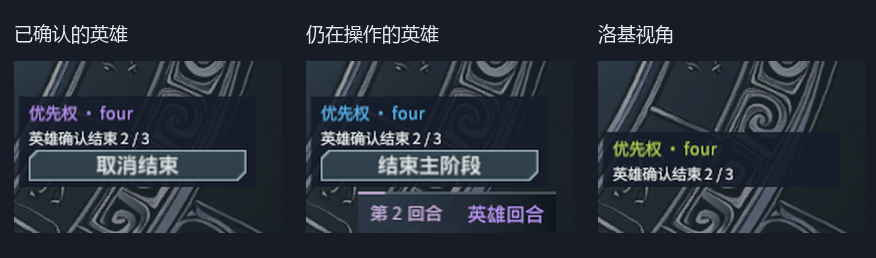 已确认的英雄
优先权・four
英雄确认结束 2 / 3
取消结束
仍在操作的英雄
优先权・four
英雄确认结束 2 / 3
结束主阶段
第 2 回合 英雄回合
洛基视角
优先权・four
英雄确认结束 2 / 3